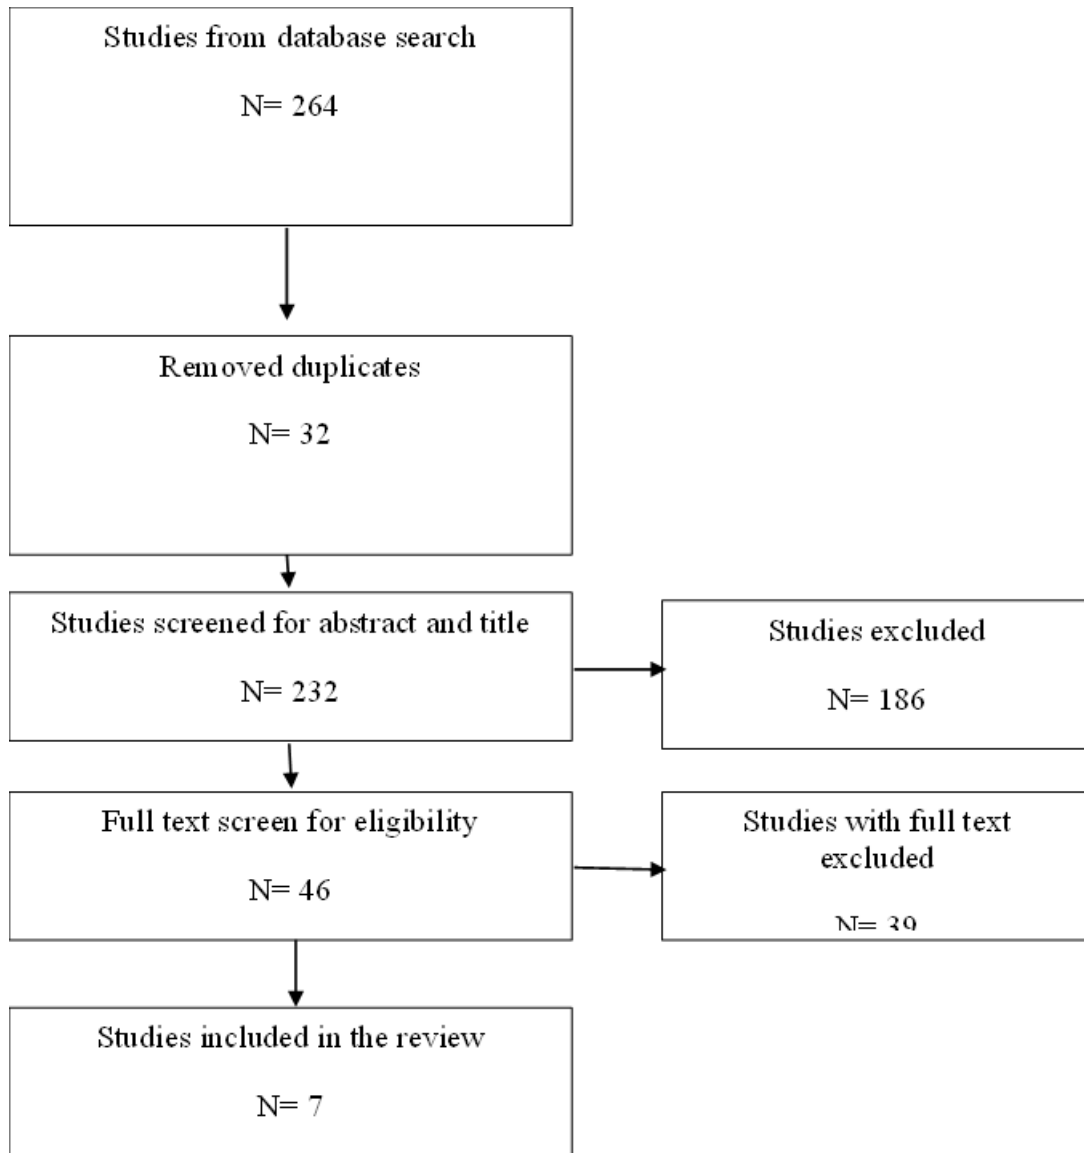 Studies from database search
N= 264
Removed duplicates
N= 32
Studies screened for abstract and title
N= 232
Studies excluded
N= 186
Full text screen for eligibility
N= 46
Studies with full text
excluded
N= 39
Studies included in the review
N= 7